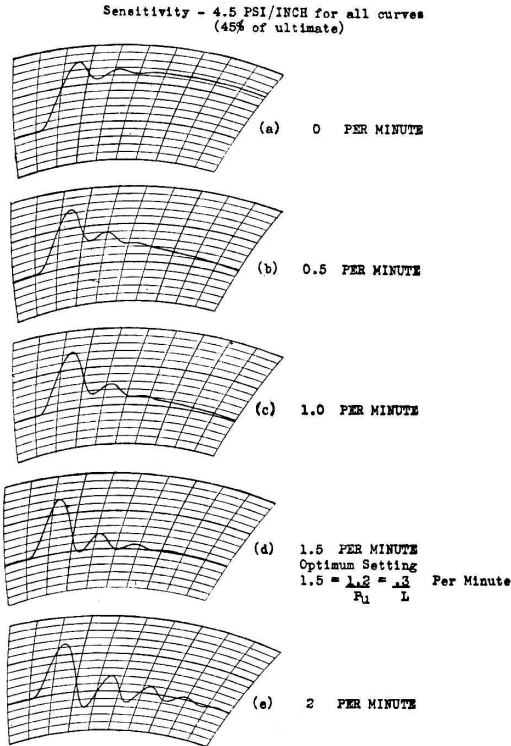 Sensitivity - 4.5 PSI/INCH for all curves
(45% of ultimate)
(a) 0 PER MINUTE
(b) 0.5 PER MINUTE
(c) 1.0 PER MINUTE
(d) 1.5 PER MINUTE
Optimum Setting
1.5 = 1.2 = .3 Per Minute
Pu L
(e) 2 PER MINUTE